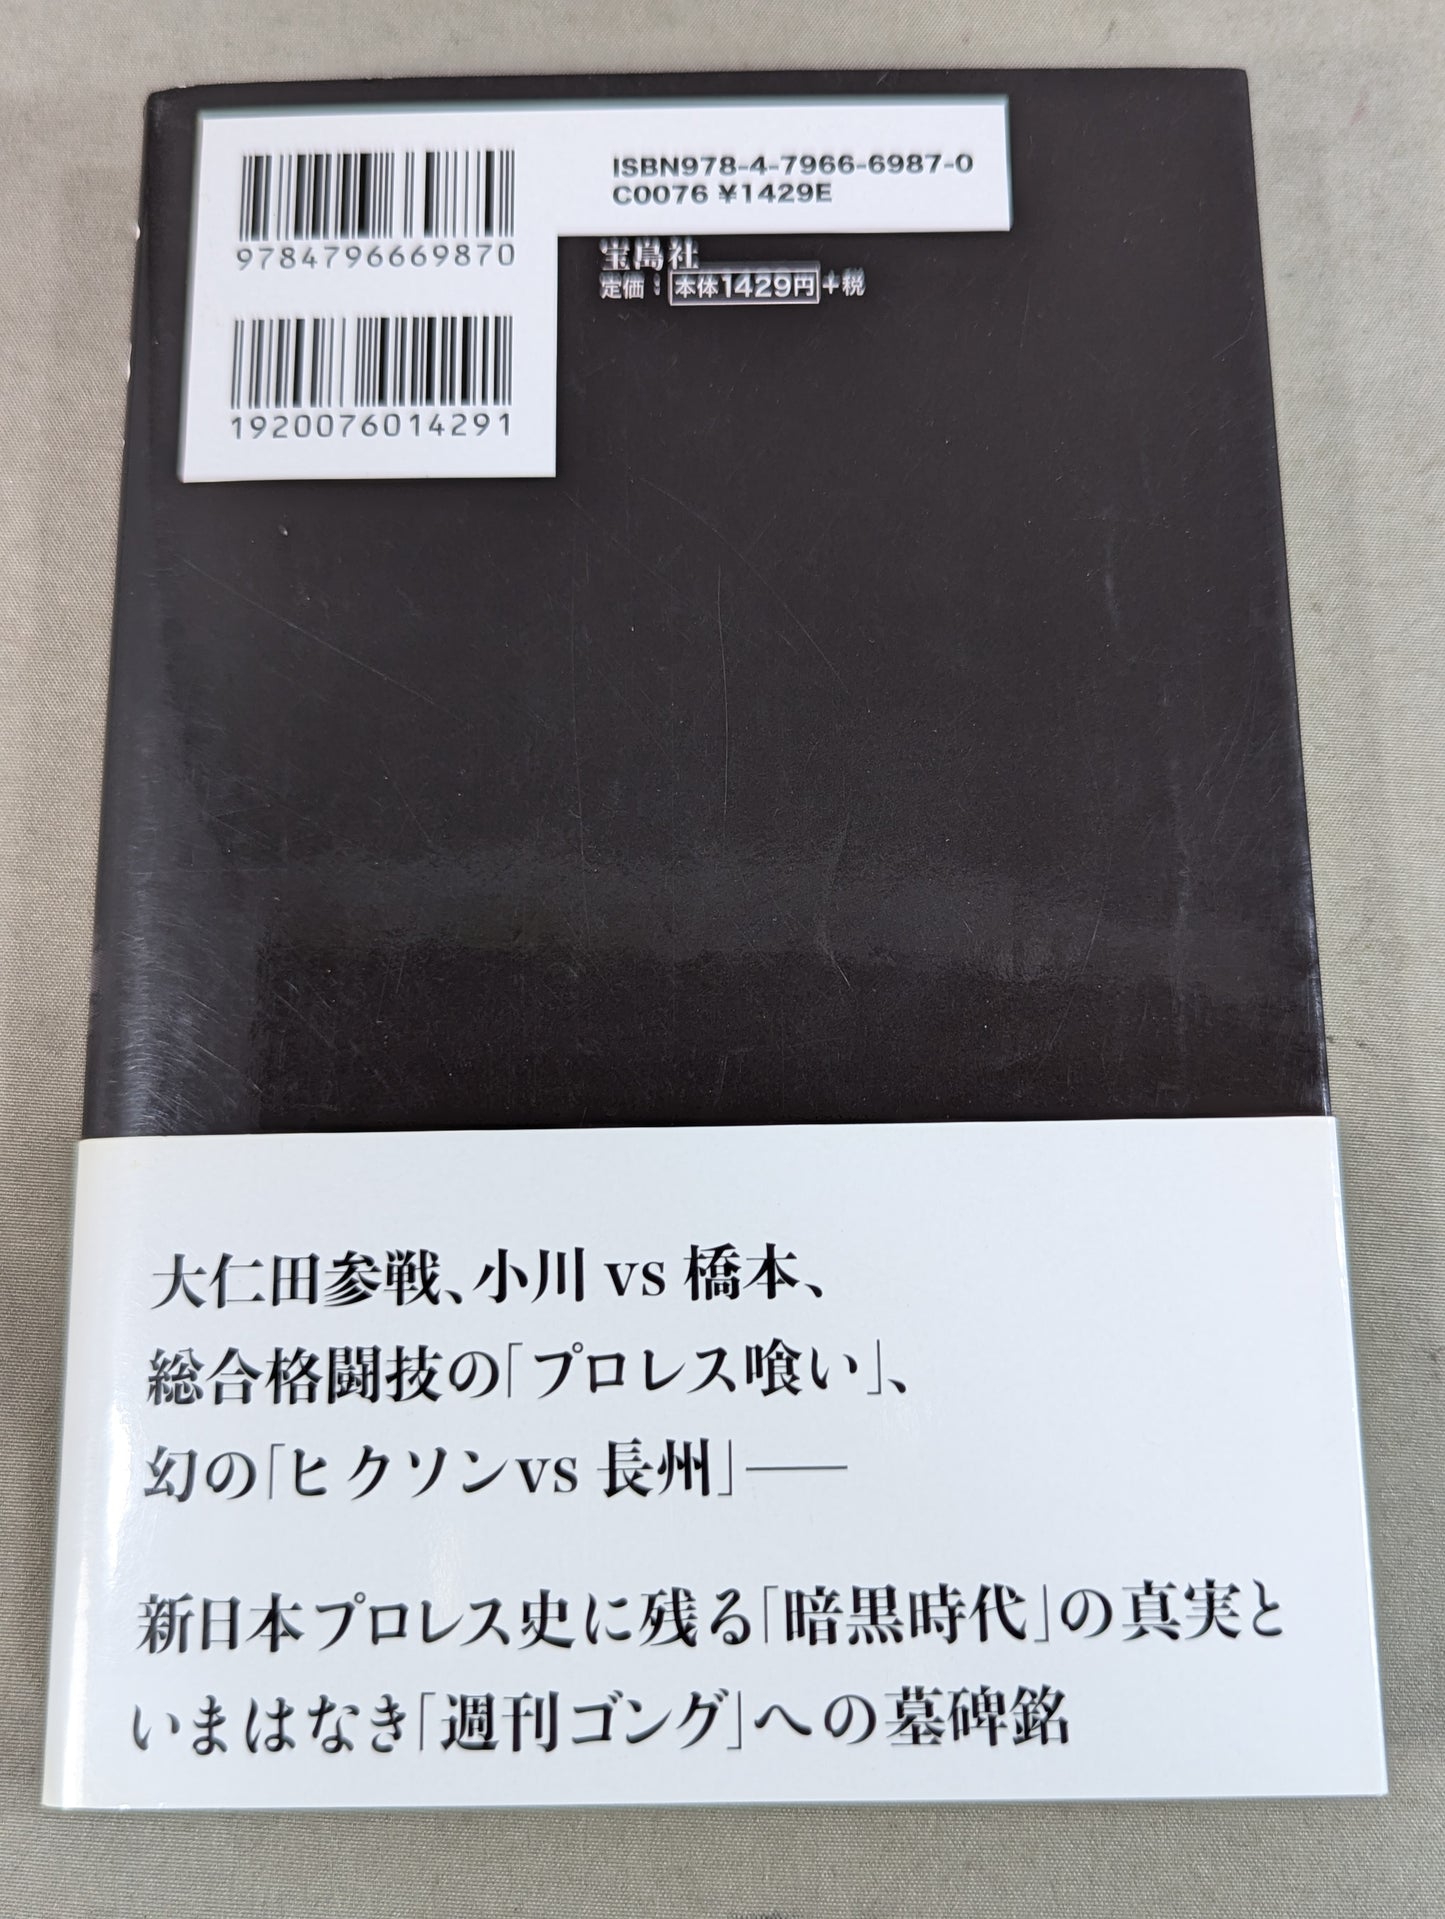 9784796669870
1920076014291
ISBN978-4-7966-6987-0
C0076 ¥1429E
宝島社
定価：本体1429円+税
大仁田参戦、小川 vs 橋本、
総合格闘技の「プロレス喰い」、
幻の「ヒクソンvs 長州」――
新日本プロレス史に残る「暗黒時代」の真実と
いまはなき「週刊ゴング」への墓碑銘